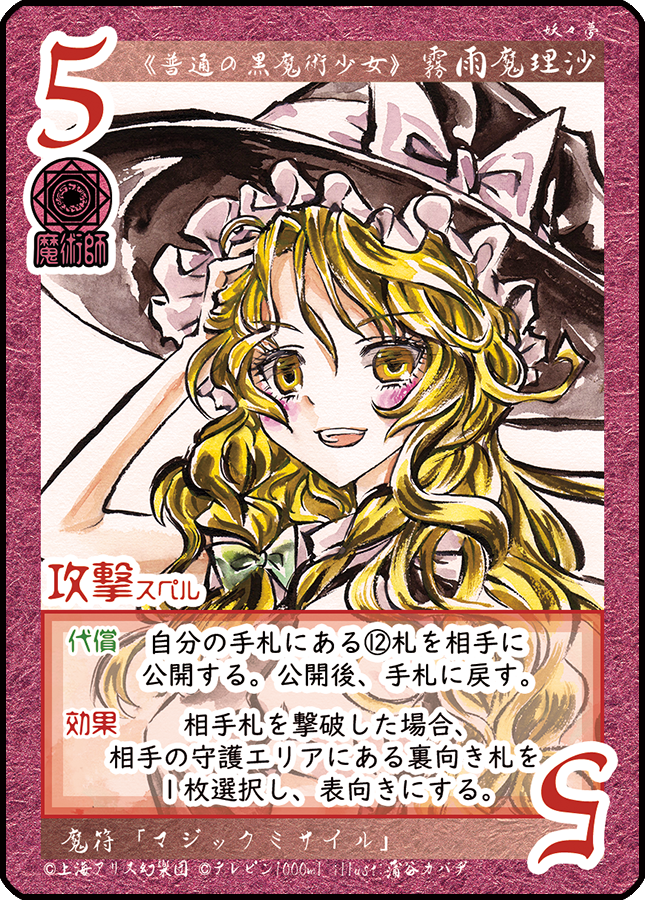 妖々夢
5
《普通の黒魔術少女》 霧雨魔理沙
魔術師
攻撃スペル
代償 自分の手札にある⑫札を相手に
公開する。公開後、手札に戻す。
効果 相手札を撃破した場合、
相手の守護エリアにある裏向き札を
1枚選択し、表向きにする。
5
魔符「マジックミサイル」
©上海アリス幻樂団 ©テレピン1000ml illust:蒲谷カバヂ